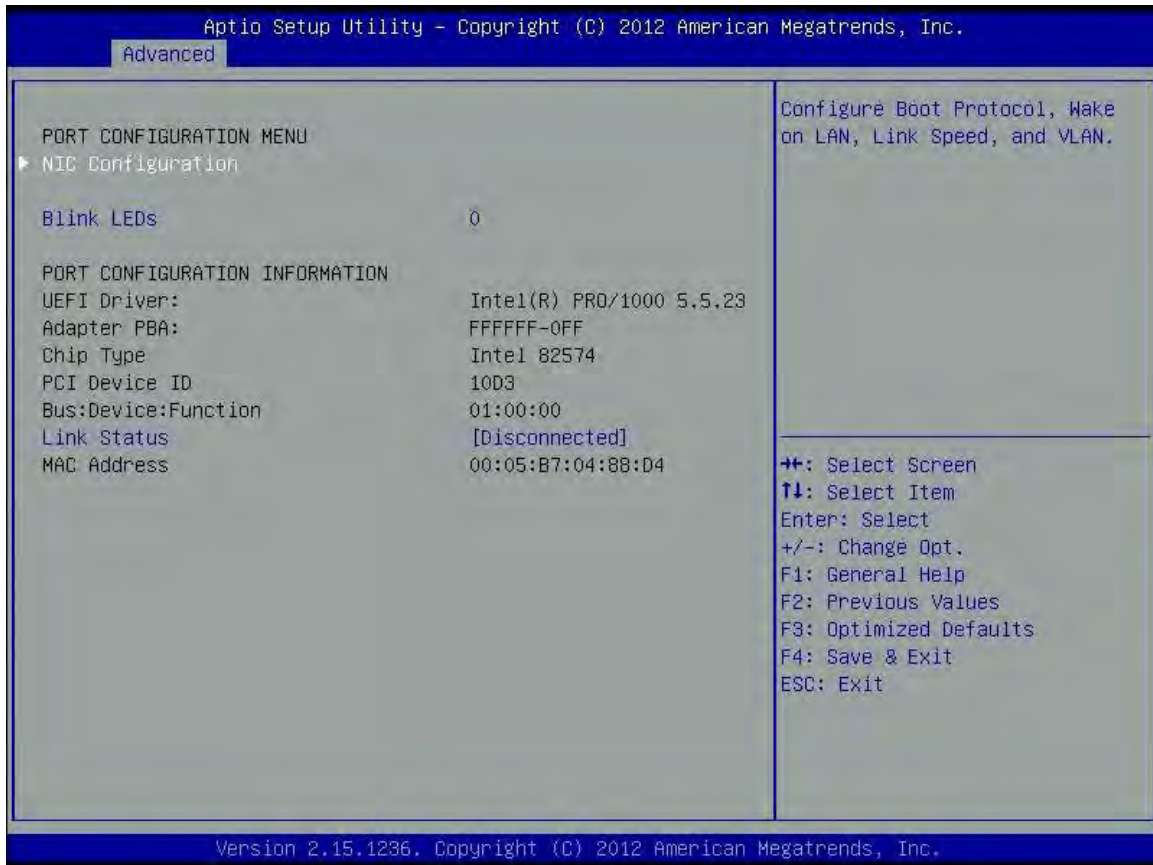 Aptio Setup Utility – Copyright (C) 2012 American Megatrends, Inc.
Advanced
PORT CONFIGURATION MENU
▶ NIC Configuration
Blink LEDs 0
PORT CONFIGURATION INFORMATION
UEFI Driver: Intel(R) PRO/1000 5.5.23
Adapter PBA: FFFFFF-0FF
Chip Type Intel 82574
PCI Device ID 10D3
Bus:Device:Function 01:00:00
Link Status [Disconnected]
MAC Address 00:05:B7:04:88:D4
Configure Boot Protocol, Wake
on LAN, Link Speed, and VLAN.
→←: Select Screen
↑↓: Select Item
Enter: Select
+/-: Change Opt.
F1: General Help
F2: Previous Values
F3: Optimized Defaults
F4: Save & Exit
ESC: Exit
Version 2.15.1236. Copyright (C) 2012 American Megatrends, Inc.